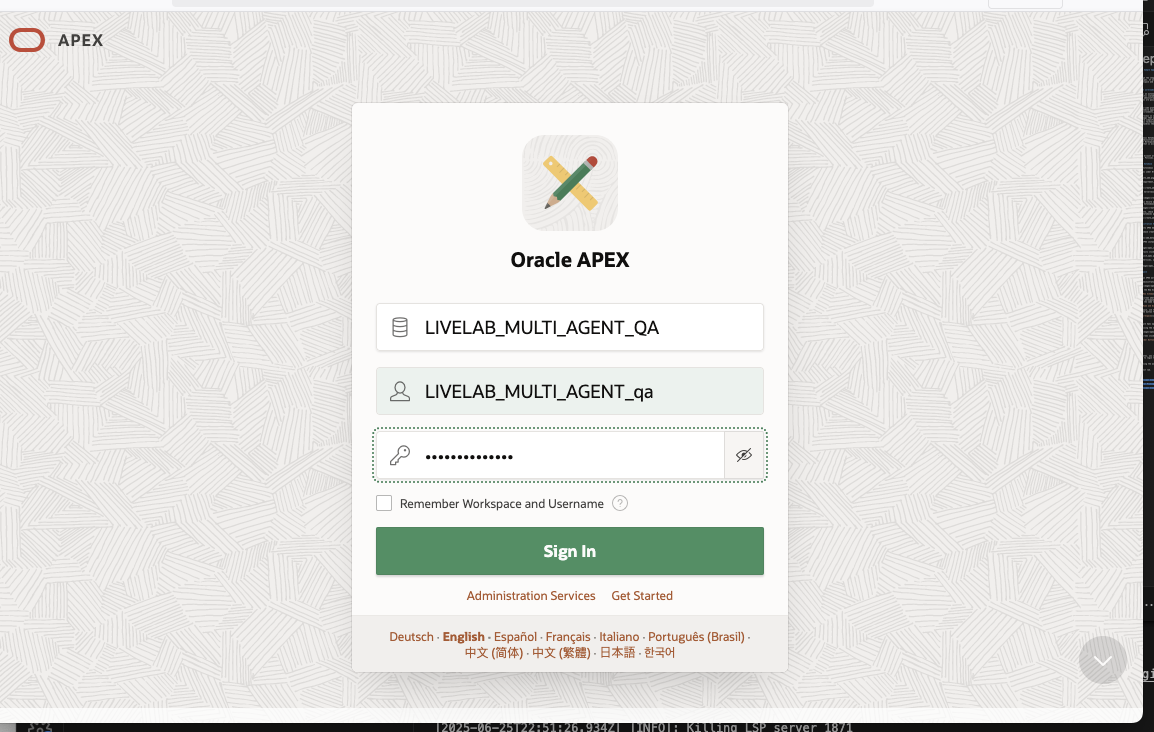 APEX
Oracle APEX
LIVELAB_MULTI_AGENT_QA
LIVELAB_MULTI_AGENT_qa
••••••••••••••
Remember Workspace and Username ?
Sign In
Administration Services Get Started
Deutsch · English · Español · Français · Italiano · Português (Brasil) ·
中文 (简体) · 中文 (繁體) · 日本語 · 한국어
[2025-06-25T22:51:26.934Z] [INFO]: Killing LSP server 1871